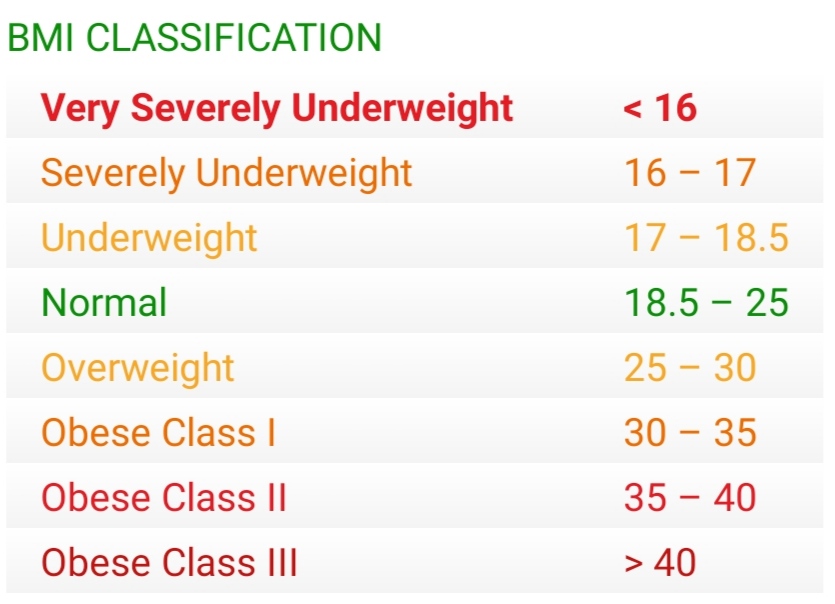 BMI CLASSIFICATION
Very Severely Underweight < 16
Severely Underweight 16 – 17
Underweight 17 – 18.5
Normal 18.5 – 25
Overweight 25 – 30
Obese Class I 30 – 35
Obese Class II 35 – 40
Obese Class III > 40